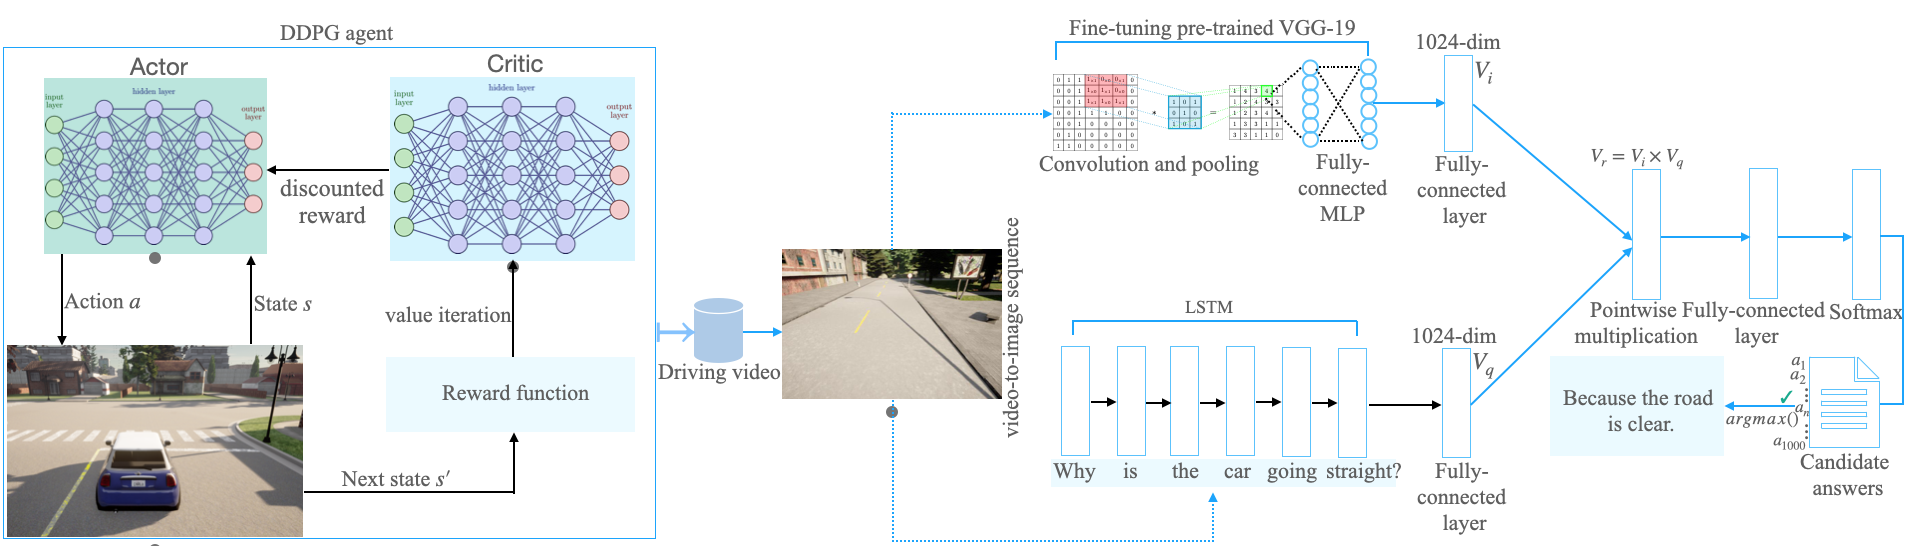 DDPG agent
Actor
input
layer
hidden layer
output
layer
Critic
input
layer
hidden layer
output
layer
discounted
reward
Action a
State s
value iteration
Reward function
Next state s′
Driving video
video-to-image sequence
Fine-tuning pre-trained VGG-19
Convolution and pooling
Fully-
connected
MLP
1024-dim
V_i
Fully-
connected
layer
LSTM
Why is the car going straight?
1024-dim
V_q
Fully-
connected
layer
V_r = V_i × V_q
Pointwise
multiplication
Fully-connected
layer
Softmax
a_1
a_2
a_n
a_1000
Candidate
answers
argmax()
Because the road
is clear.